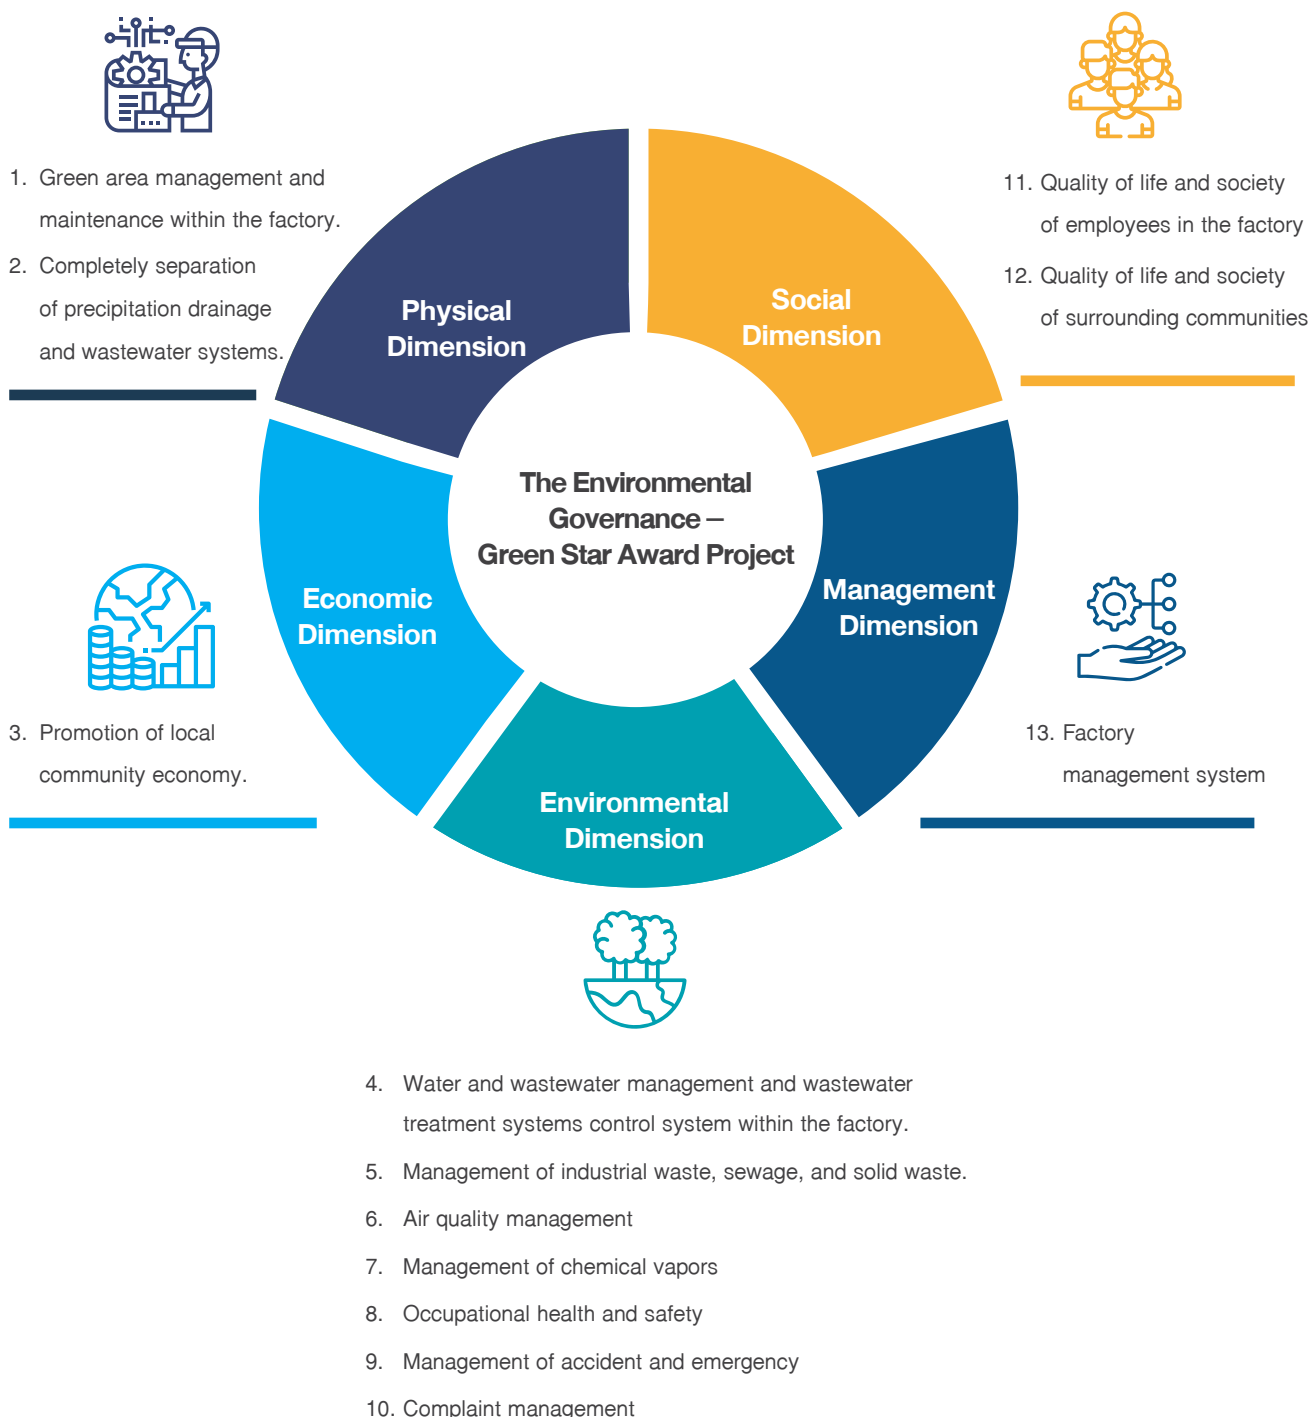 1. Green area management and
maintenance within the factory.
2. Completely separation
of precipitation drainage
and wastewater systems.
Physical
Dimension
Social
Dimension
11. Quality of life and society
of employees in the factory
12. Quality of life and society
of surrounding communities
The Environmental
Governance –
Green Star Award Project
Economic
Dimension
Management
Dimension
3. Promotion of local
community economy.
13. Factory
management system
Environmental
Dimension
4. Water and wastewater management and wastewater
treatment systems control system within the factory.
5. Management of industrial waste, sewage, and solid waste.
6. Air quality management
7. Management of chemical vapors
8. Occupational health and safety
9. Management of accident and emergency
10. Complaint management